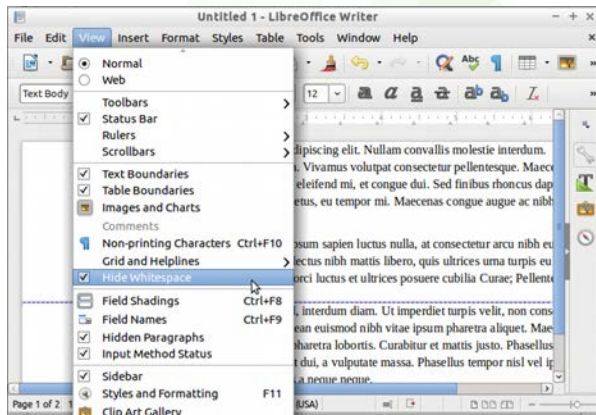 Untitled 1 - LibreOffice Writer
File Edit View Insert Format Styles Table Tools Window Help
Normal
Web
Text Body
12
Toolbars
Status Bar
Rulers
Scrollbars
dipiscing elit. Nullam convallis molestie interdum.
. Vivamus volutpat consectetur pellentesque. Maece
Text Boundaries
eleifend mi, et congue dui. Sed finibus rhoncus dap
Table Boundaries
etus, eu tempor mi. Maecenas congue augue ac nibh
Images and Charts
Comments
Non-printing Characters Ctrl+F10
psum sapien luctus nulla, at consectetur arcu nibh eu
Grid and Helplines
lectus nibh mattis libero, quis ultrices urna turpis eu
Hide Whitespace
orci luctus et ultrices posuere cubilia Curae; Pellente
Field Shadings Ctrl+F8
, interdum diam. Ut imperdiet turpis velit, non cons
Field Names Ctrl+F9
ean euismod nibh vitae ipsum pharetra aliquet. Mae
Hidden Paragraphs
pharetra lobortis. Curabitur et mattis justo. Phasellus
Input Method Status
t dui, a vulputate massa. Phasellus tempor nisl vel ip
Sidebar
a neque neque.
Styles and Formatting F11
Page 1 of 2
(USA)
Clip Art Gallery